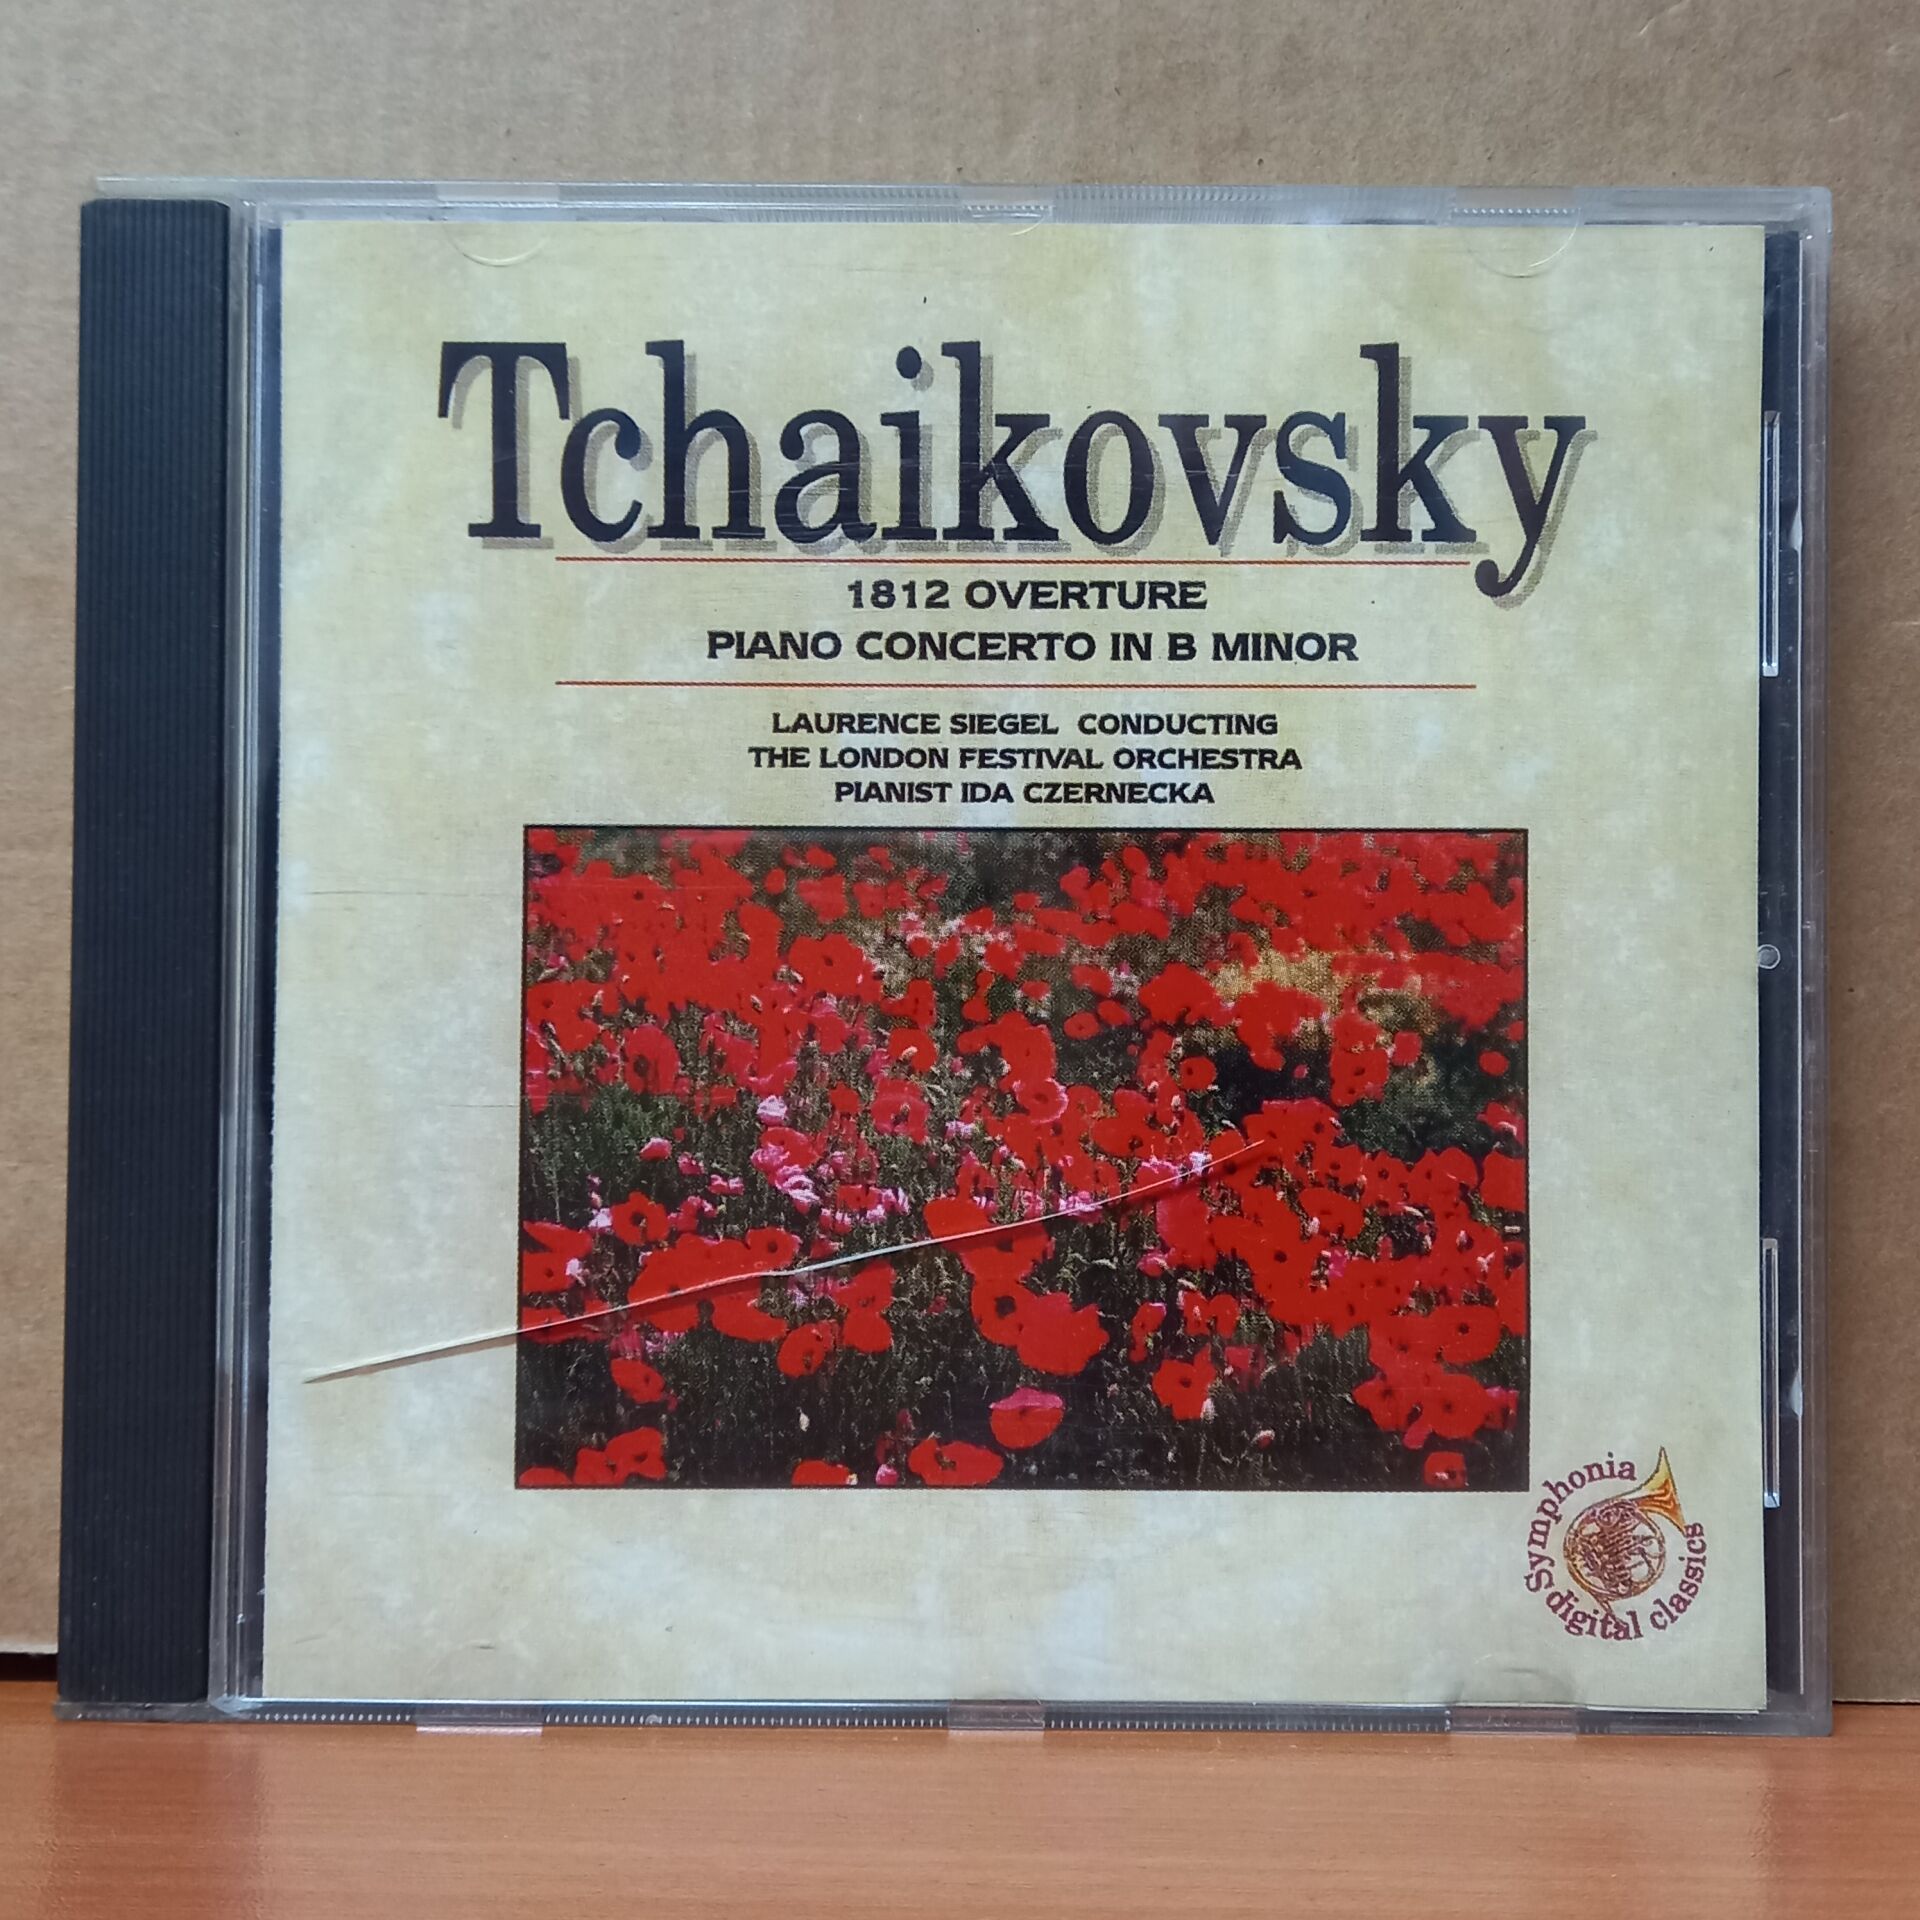 Tchaikovsky
1812 OVERTURE
PIANO CONCERTO IN B MINOR
LAURENCE SIEGEL CONDUCTING
THE LONDON FESTIVAL ORCHESTRA
PIANIST IDA CZERNECKA
Symphonia
digital classics